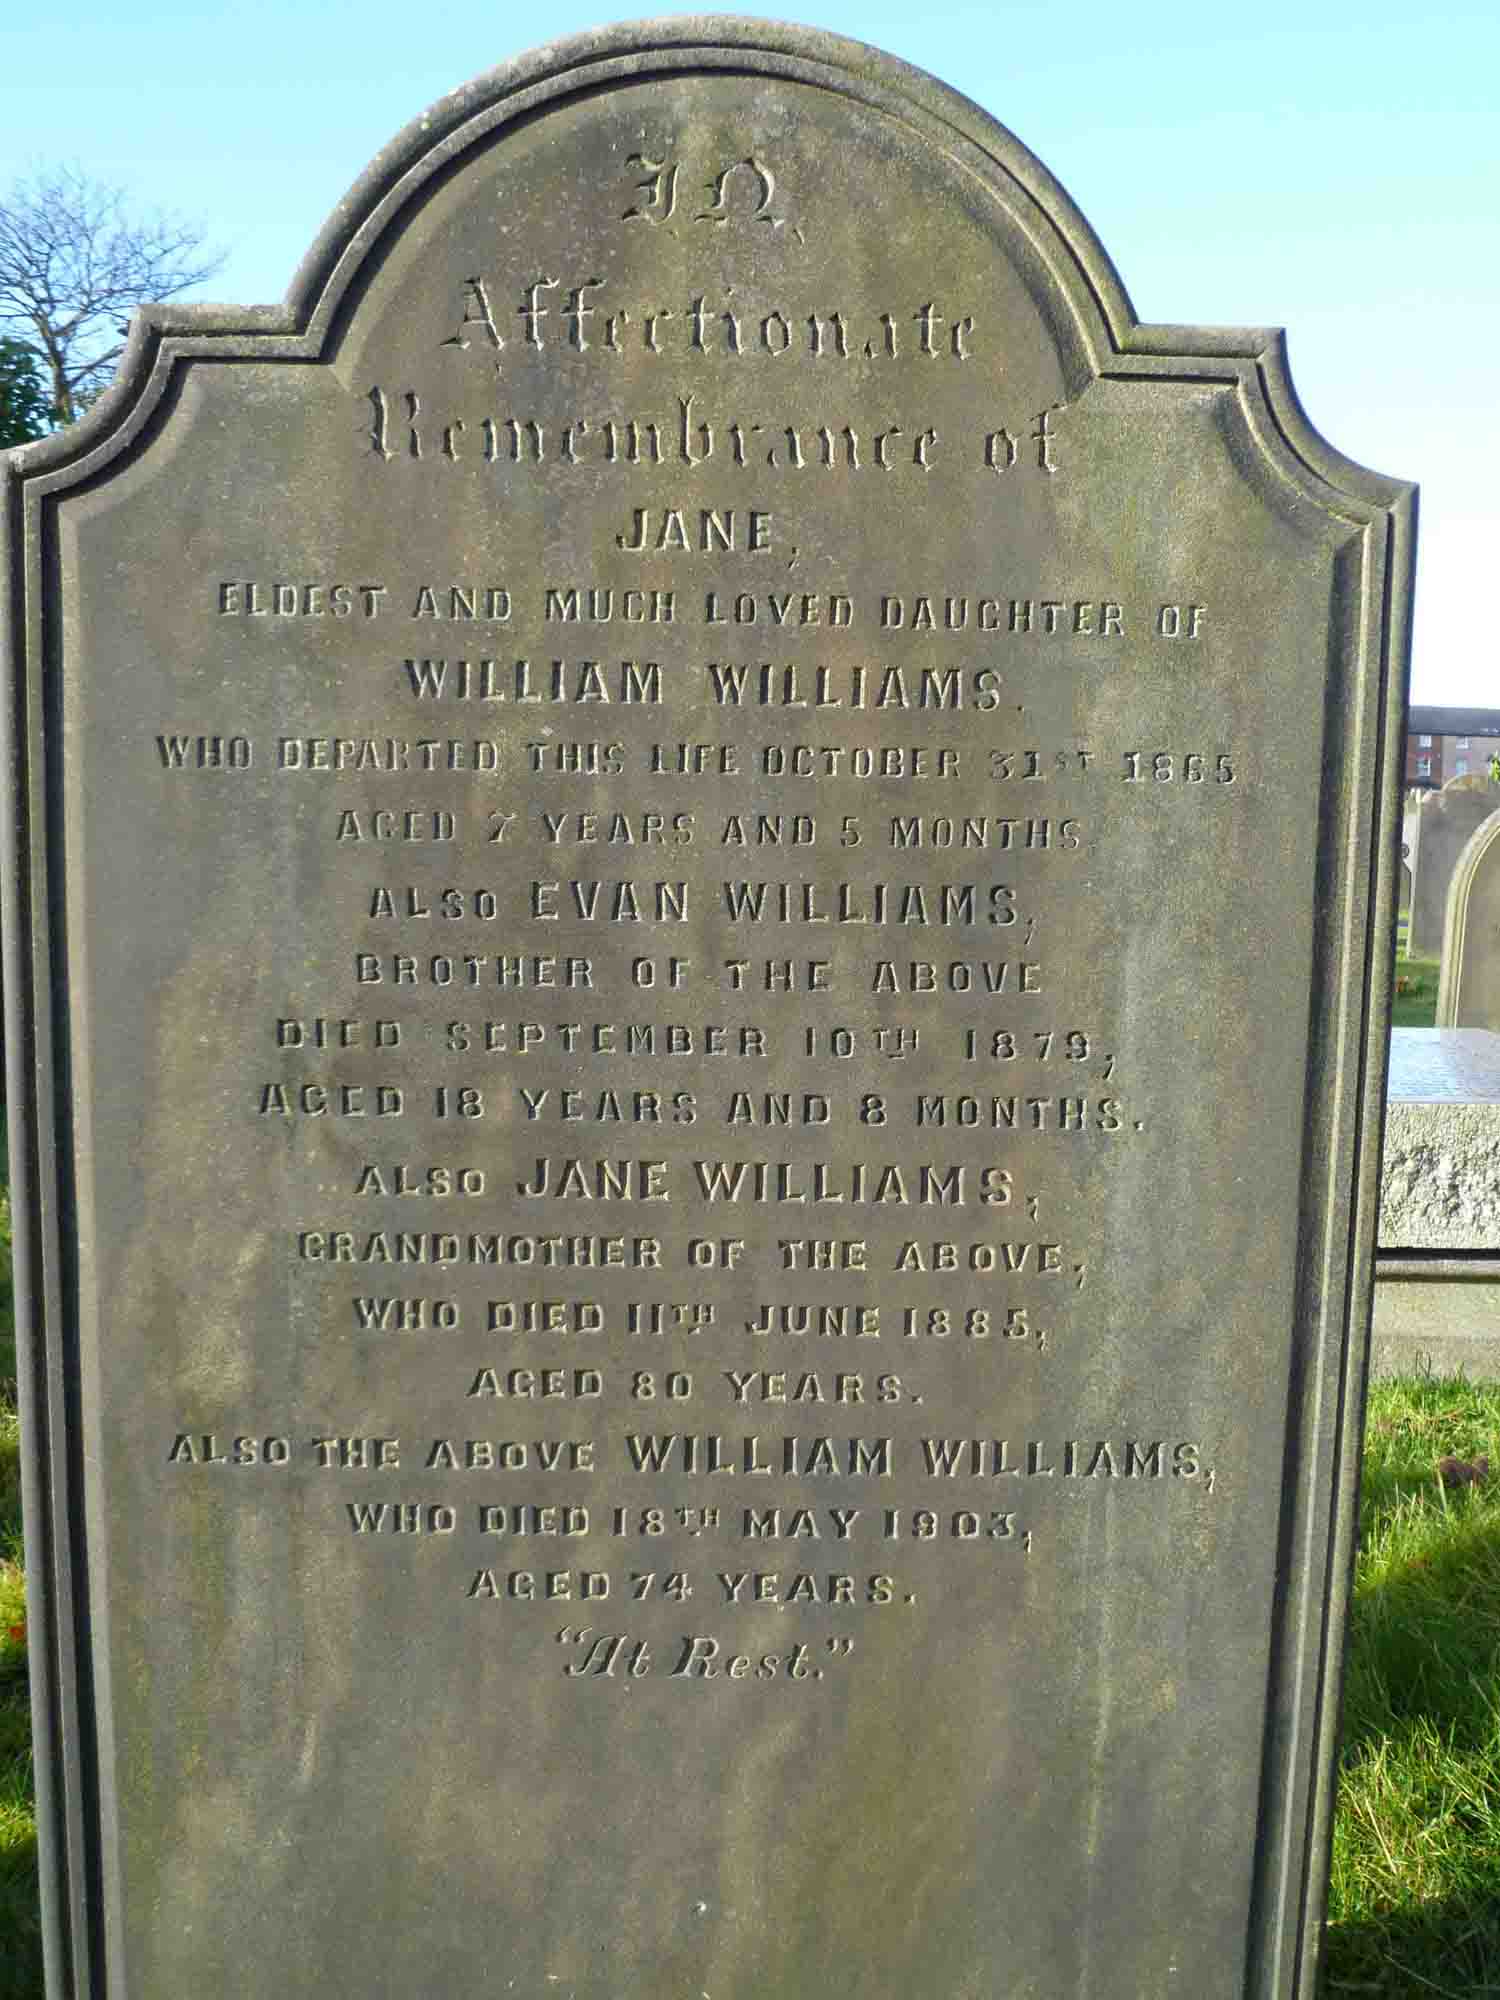 In
Affectionate
Remembrance of
JANE,
ELDEST AND MUCH LOVED DAUGHTER OF
WILLIAM WILLIAMS.
WHO DEPARTED THIS LIFE OCTOBER 31ST 1865
AGED 7 YEARS AND 5 MONTHS.
ALSO EVAN WILLIAMS,
BROTHER OF THE ABOVE
DIED SEPTEMBER 10TH 1879,
AGED 18 YEARS AND 8 MONTHS.
ALSO JANE WILLIAMS,
GRANDMOTHER OF THE ABOVE,
WHO DIED 11TH JUNE 1885,
AGED 80 YEARS.
ALSO THE ABOVE WILLIAM WILLIAMS,
WHO DIED 18TH MAY 1903,
AGED 74 YEARS.
"At Rest."